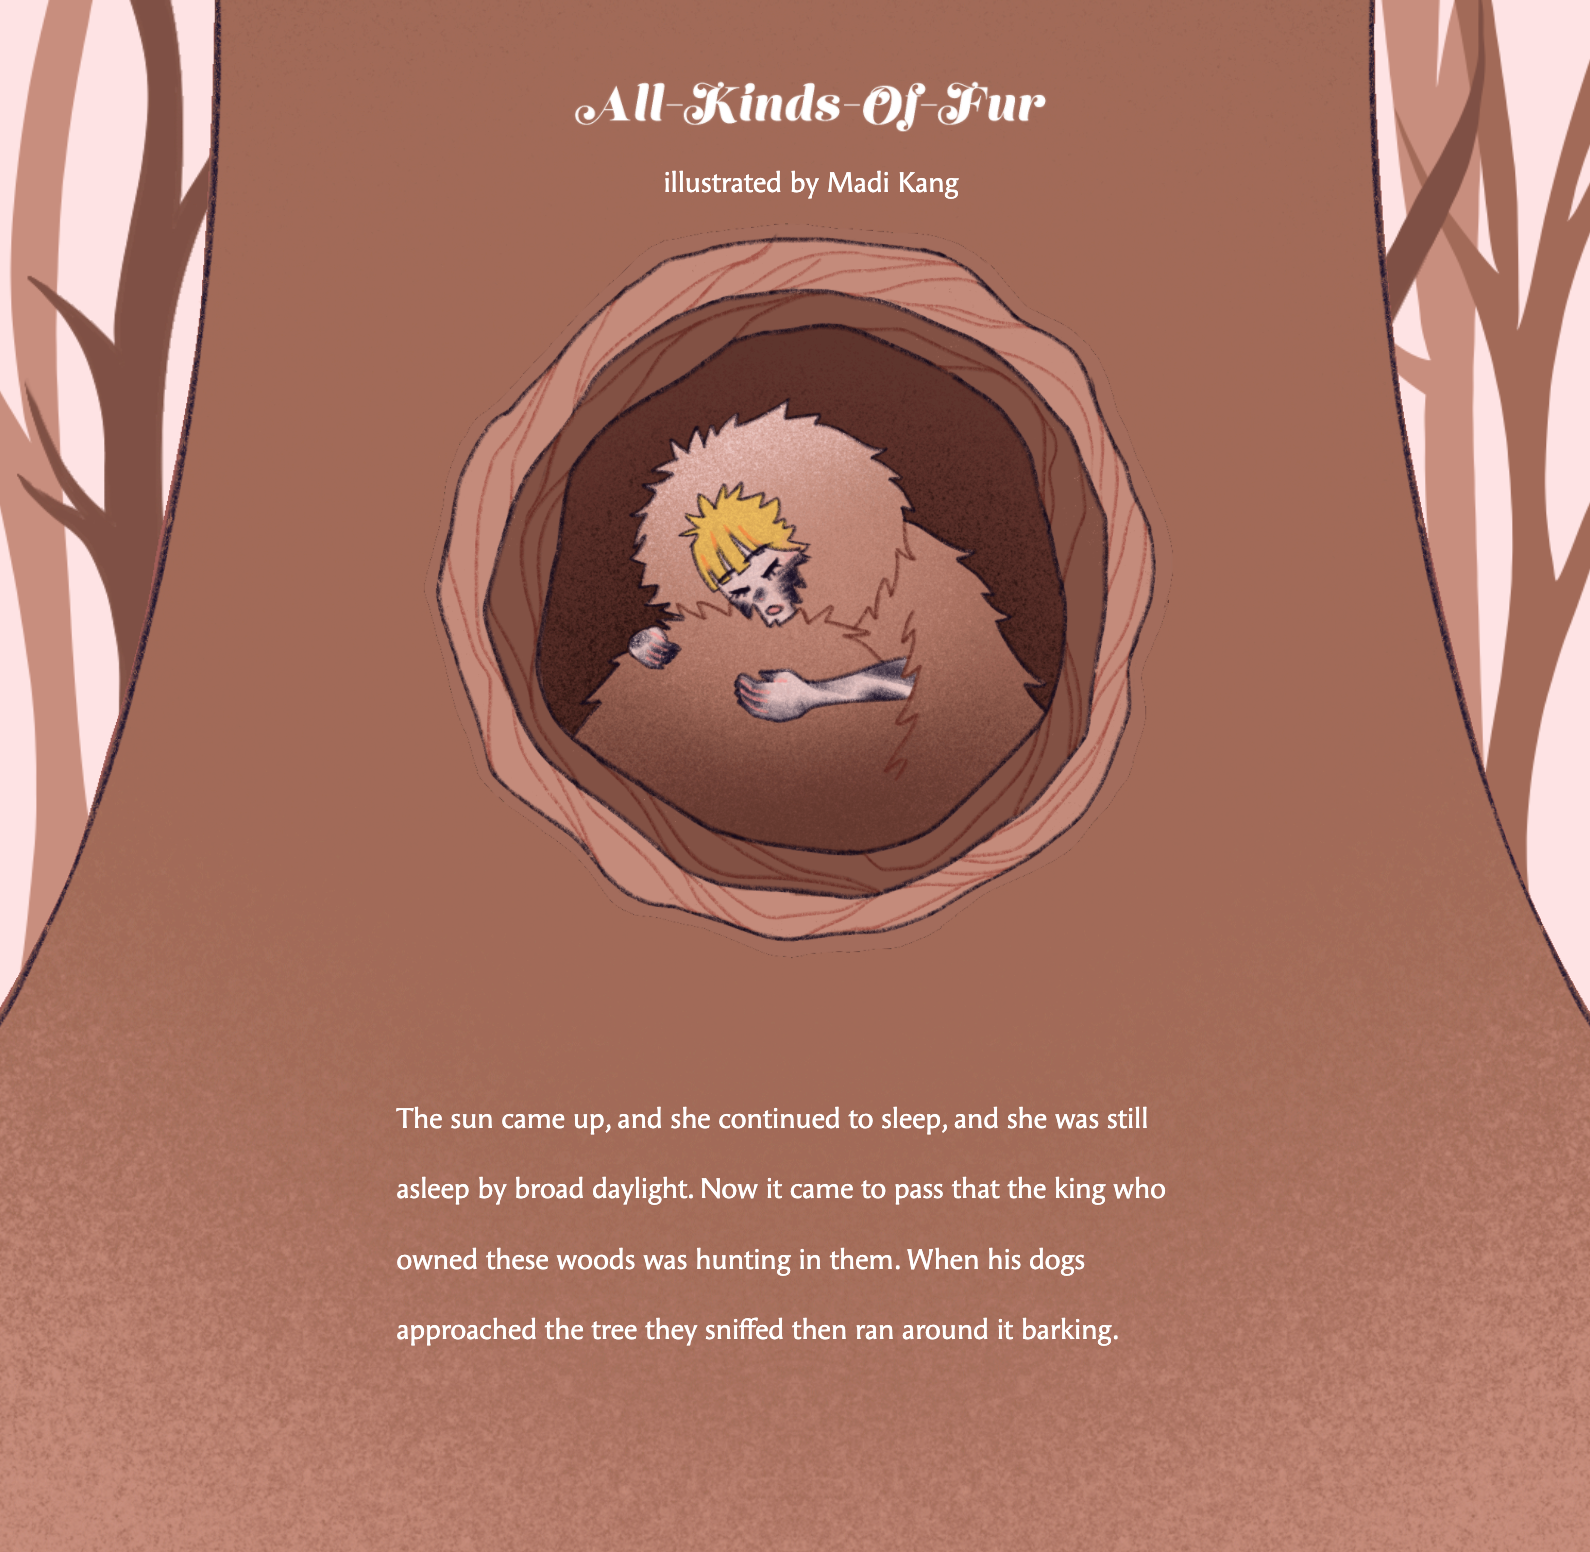 All-Kinds-Of-Fur
illustrated by Madi Kang
The sun came up, and she continued to sleep, and she was still
asleep by broad daylight. Now it came to pass that the king who
owned these woods was hunting in them. When his dogs
approached the tree they sniffed then ran around it barking.